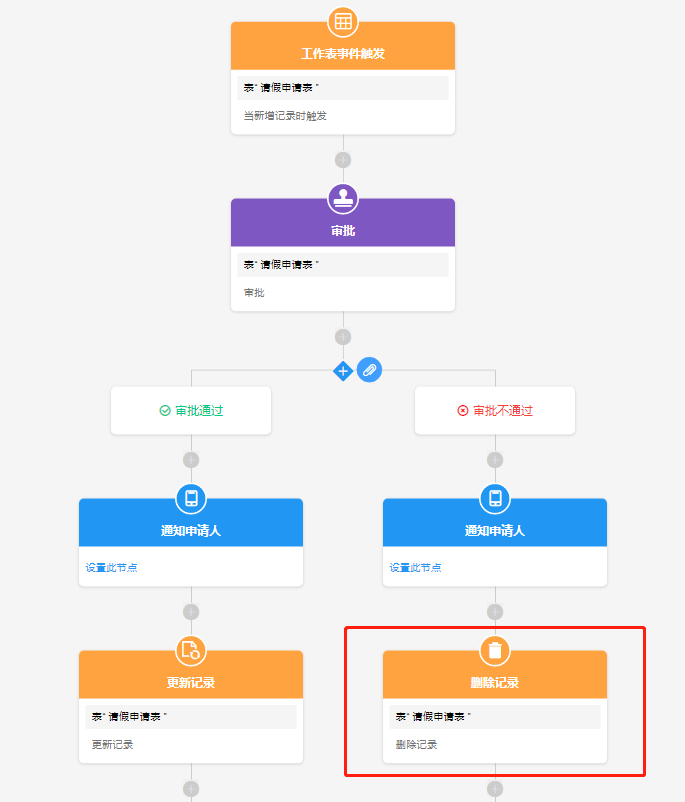 工作表事件触发
表“ 请假申请表 ”
当新增记录时触发
审批
表“ 请假申请表 ”
审批
审批通过
审批不通过
通知申请人
通知申请人
设置此节点
设置此节点
更新记录
删除记录
表“ 请假申请表 ”
表“ 请假申请表 ”
更新记录
删除记录